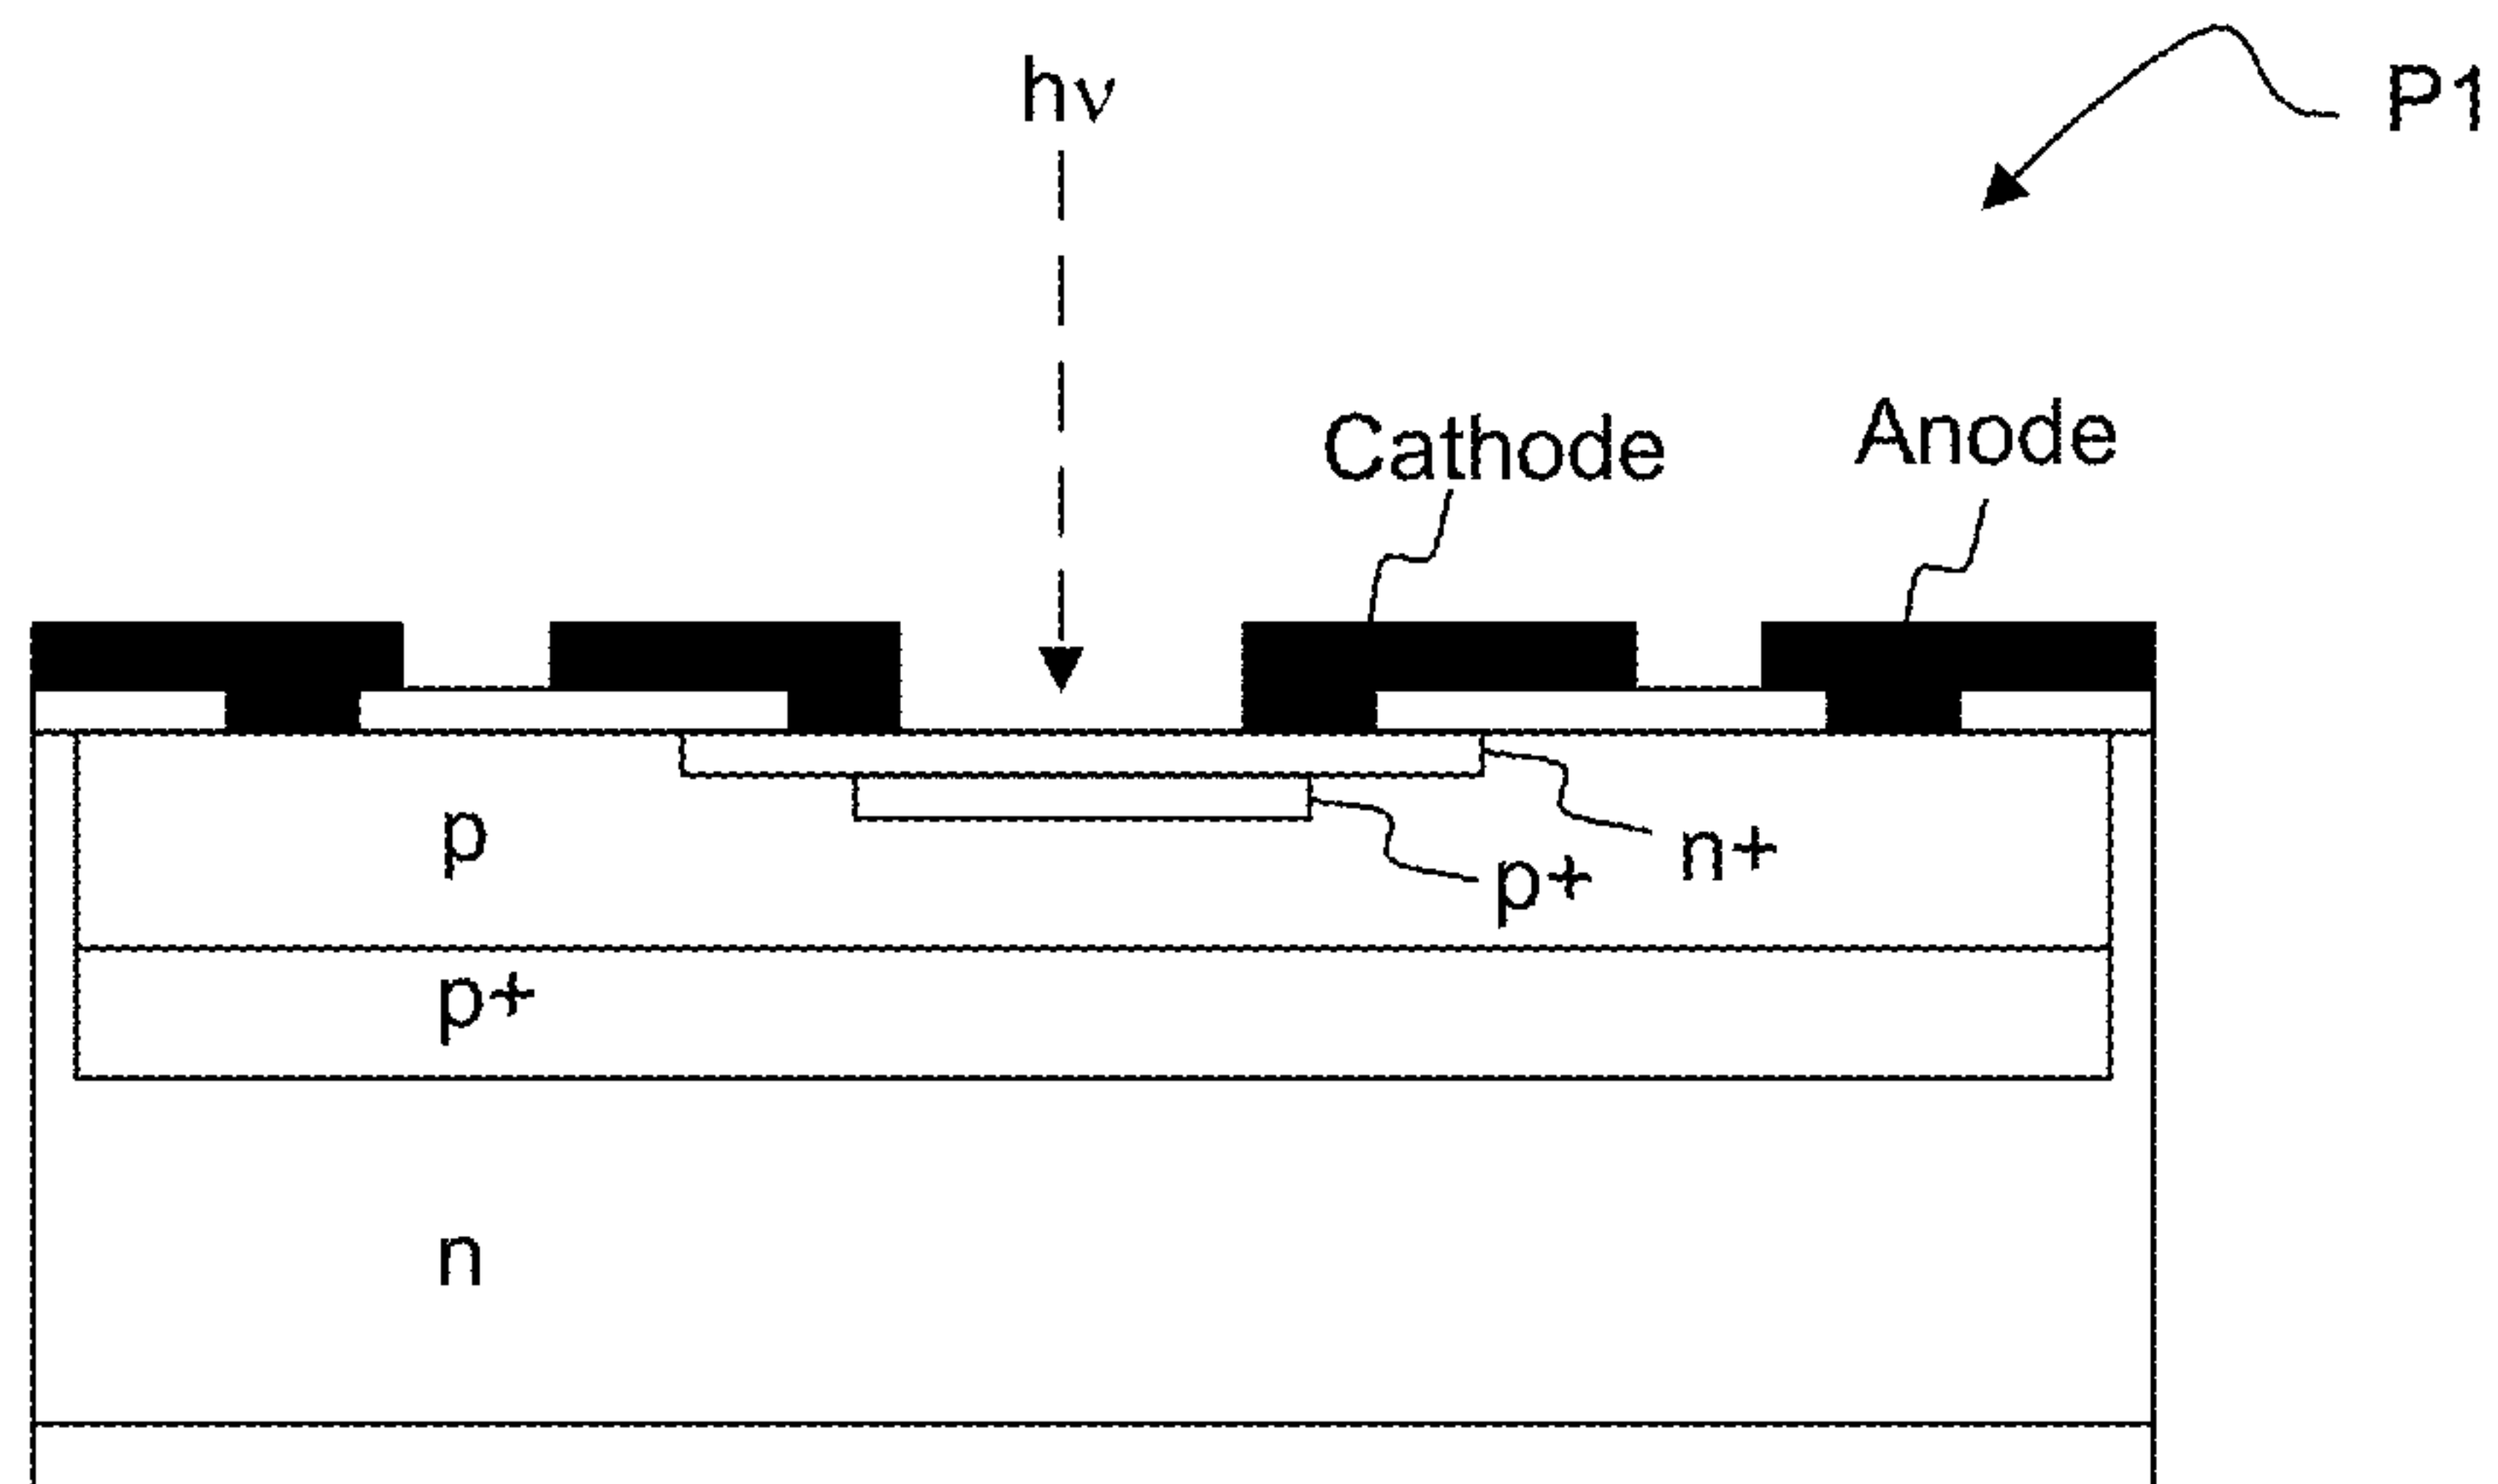 hν
P1
Cathode
Anode
p
n+
p+
p+
n